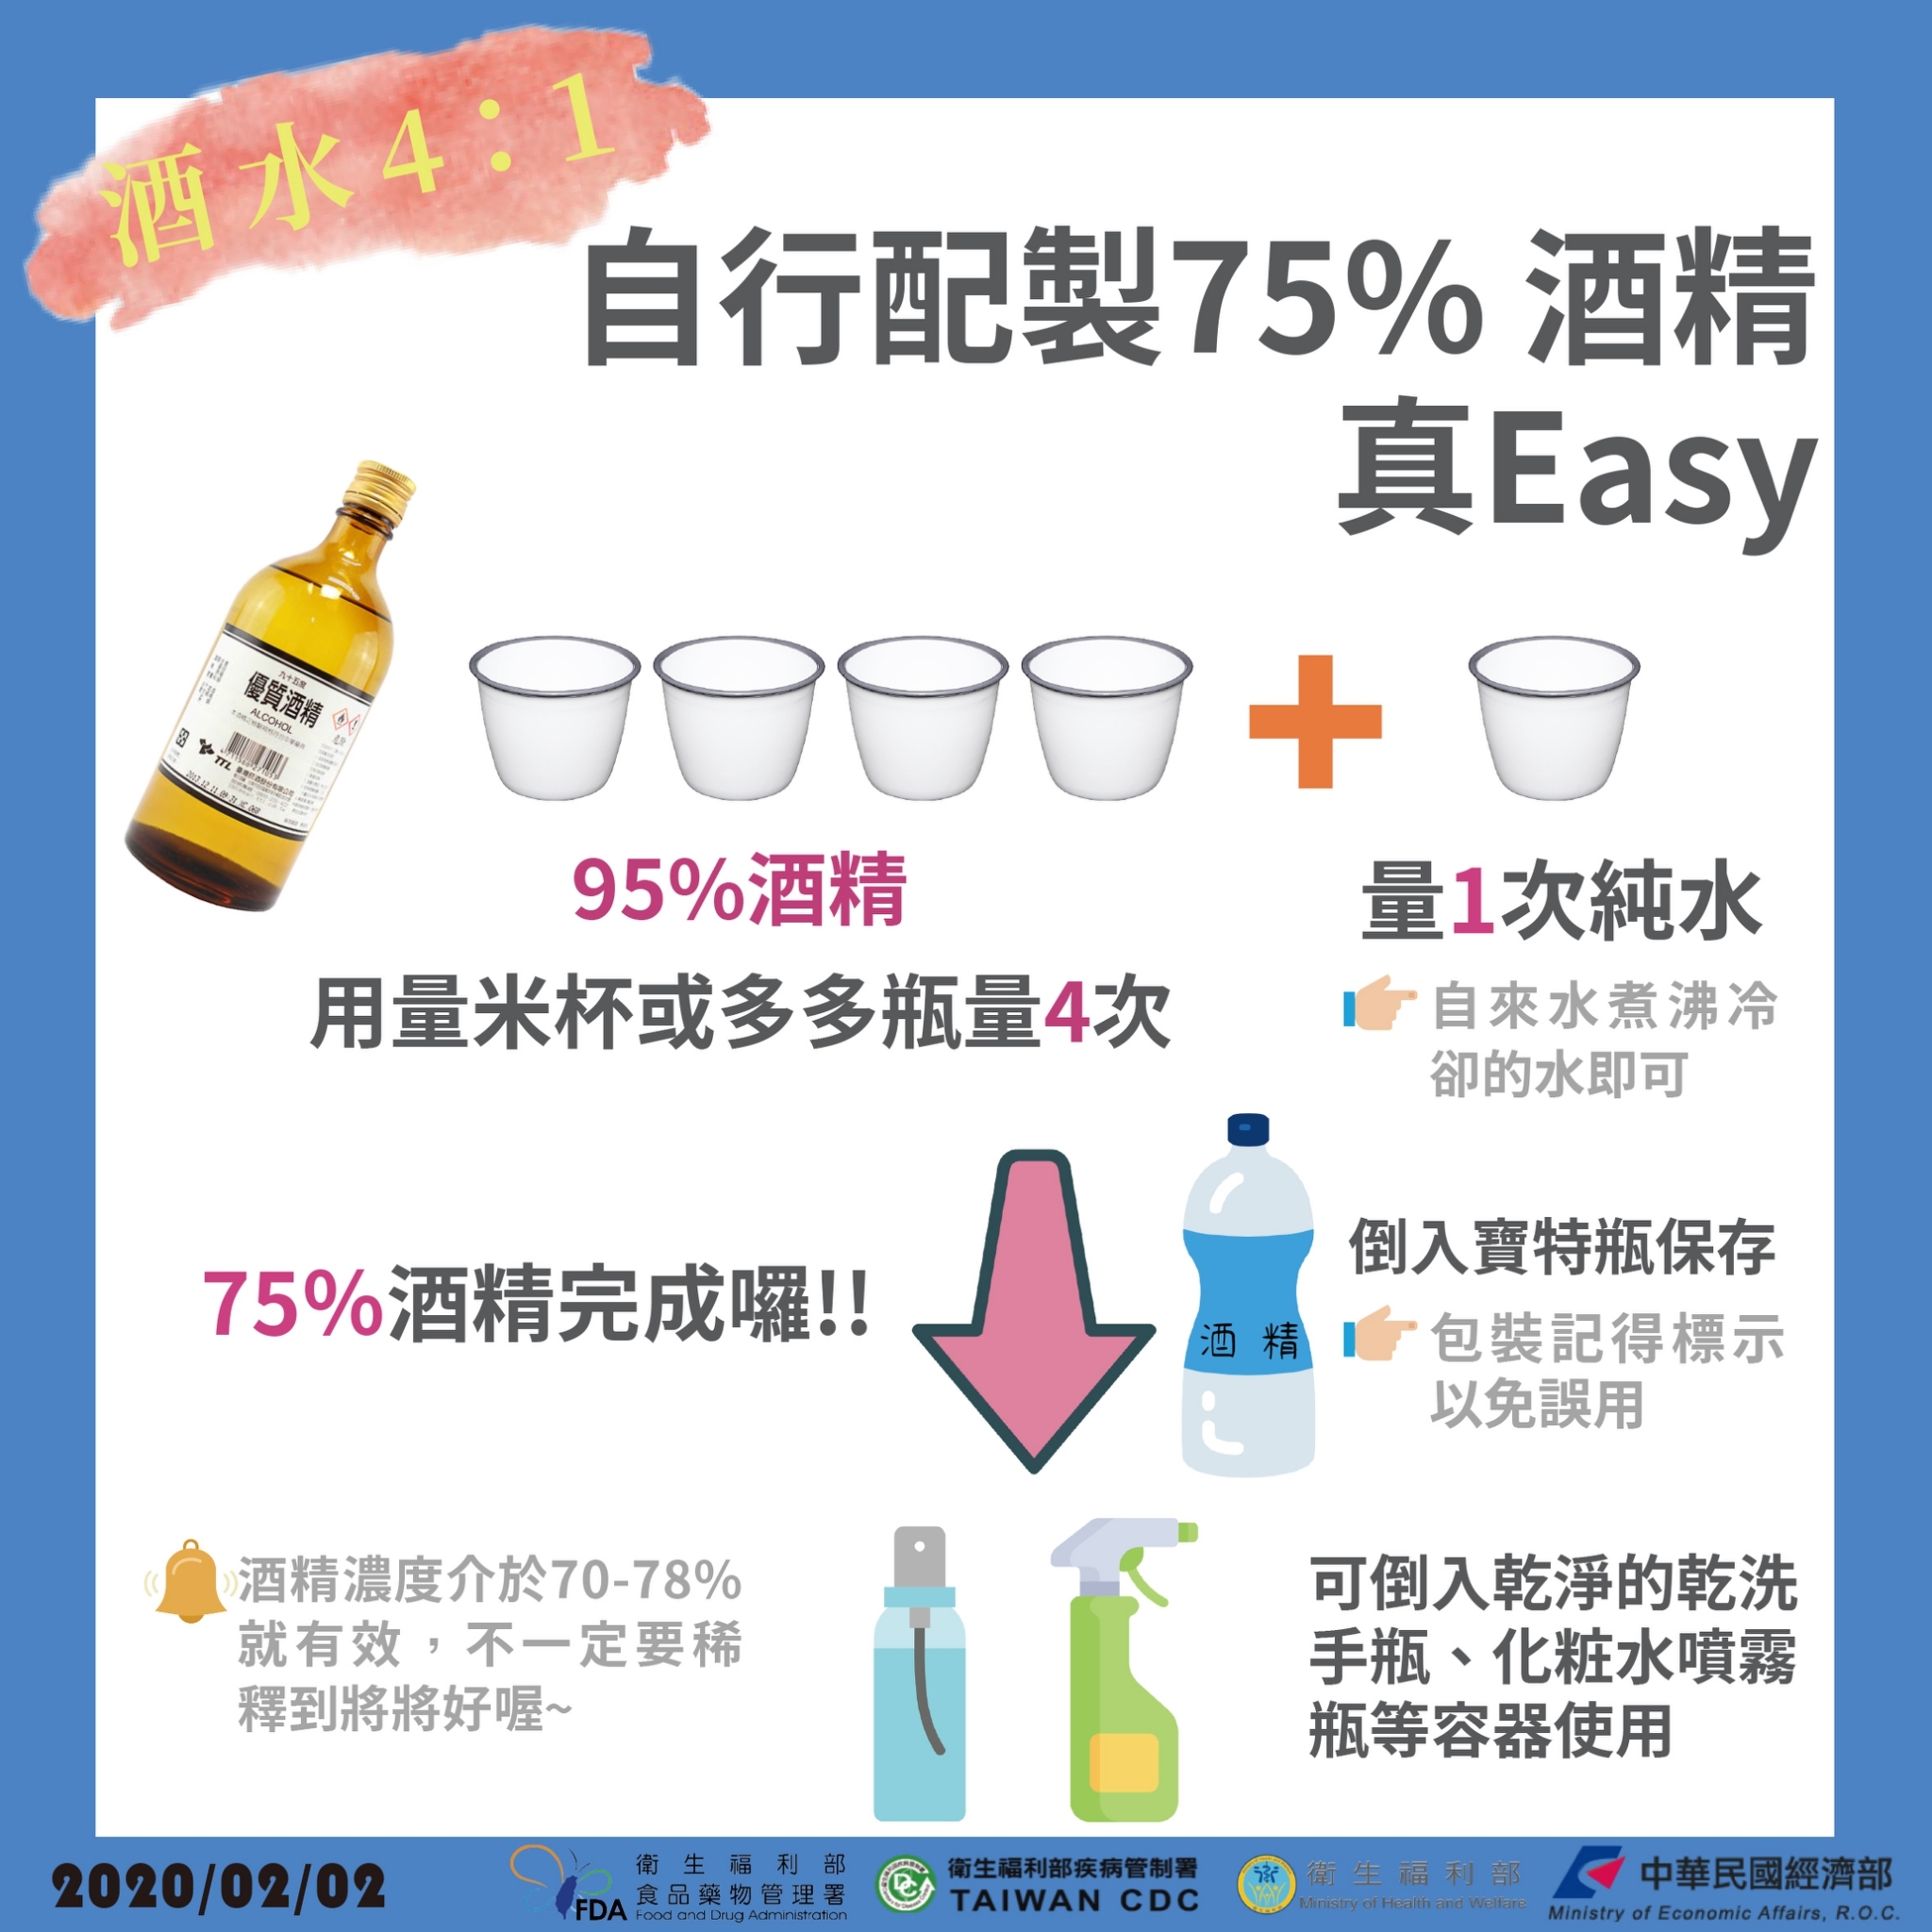 酒水4：1
自行配製75% 酒精
真Easy
九十五度
優質酒精
ALCOHOL
TTL
95%酒精
用量米杯或多多瓶量4次
量1次純水
自來水煮沸冷
卻的水即可
75%酒精完成囉!!
酒 精
倒入寶特瓶保存
包裝記得標示
以免誤用
酒精濃度介於70-78%
就有效，不一定要稀
釋到將將好喔~
可倒入乾淨的乾洗
手瓶、化粧水噴霧
瓶等容器使用
2020/02/02
FDA
衛生福利部
食品藥物管理署
Food and Drug Administration
衛生福利部疾病管制署
TAIWAN CDC
衛生福利部
Ministry of Health and Welfare
中華民國經濟部
Ministry of Economic Affairs, R.O.C.